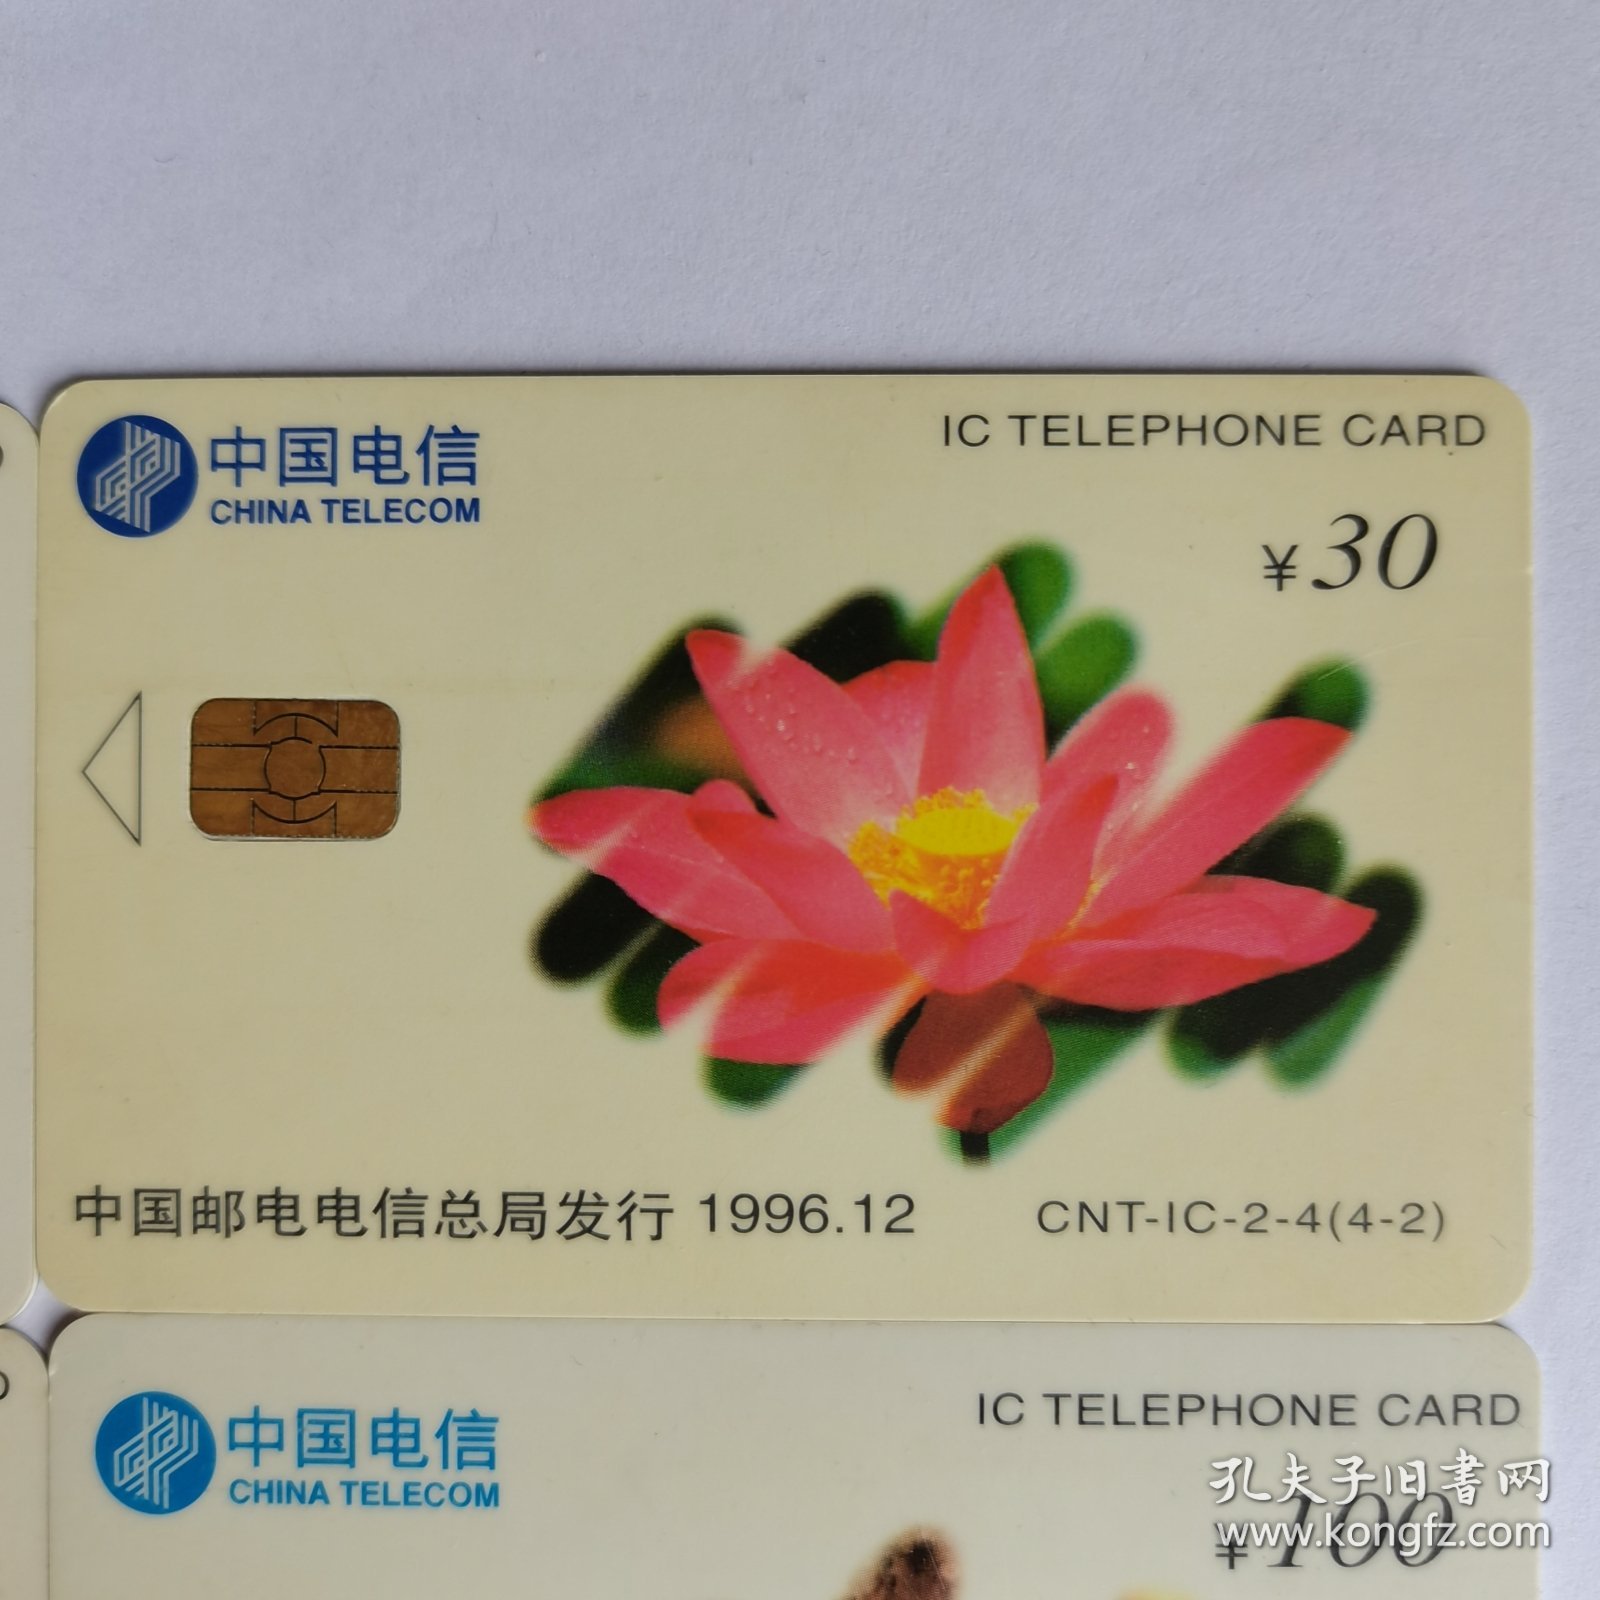 中国电信
CHINA TELECOM
IC TELEPHONE CARD
¥30
中国邮电电信总局发行 1996.12
CNT-IC-2-4(4-2)
中国电信
CHINA TELECOM
IC TELEPHONE CARD
¥100
孔夫子旧书网
www.kongfz.com